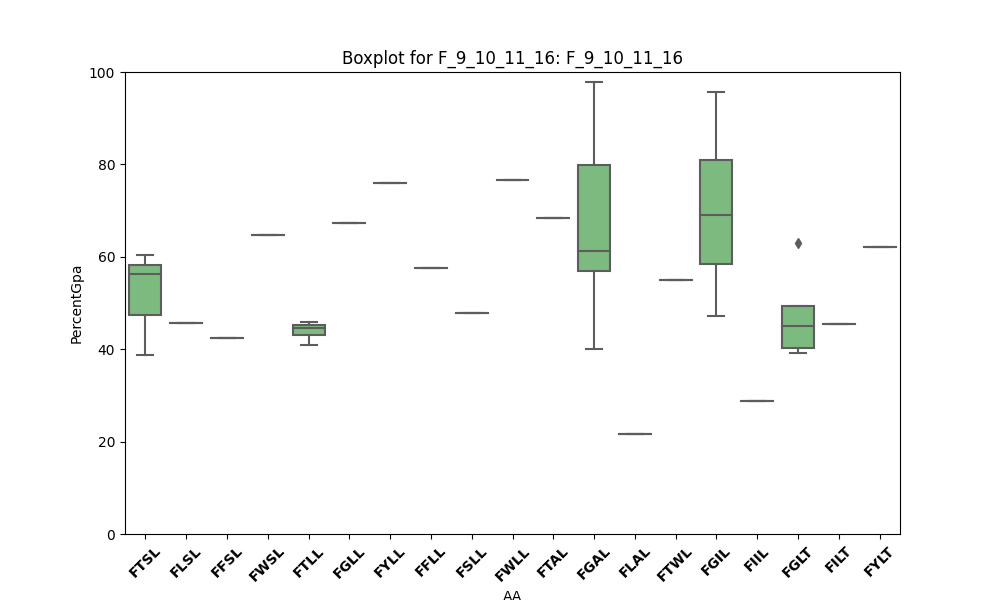 Boxplot for F_9_10_11_16: F_9_10_11_16
100
80
60
40
20
0
PercentGpa
FTSL FLSL FFSL FWSL FTLL FGLL FYLL FFLL FSLL FWLL FTAL FGAL FLAL FTWL FGIL FIIL FGLT FILT FYLT
AA